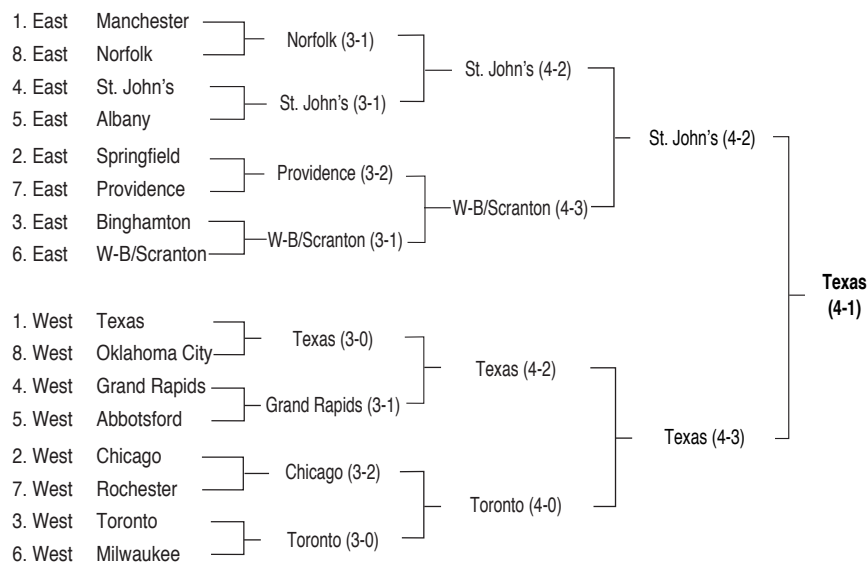 1. East Manchester
8. East Norfolk
Norfolk (3-1)
4. East St. John's
5. East Albany
St. John's (3-1)
St. John's (4-2)
2. East Springfield
7. East Providence
Providence (3-2)
3. East Binghamton
6. East W-B/Scranton
W-B/Scranton (3-1)
W-B/Scranton (4-3)
St. John's (4-2)
1. West Texas
8. West Oklahoma City
Texas (3-0)
4. West Grand Rapids
5. West Abbotsford
Grand Rapids (3-1)
Texas (4-2)
2. West Chicago
7. West Rochester
Chicago (3-2)
3. West Toronto
6. West Milwaukee
Toronto (3-0)
Toronto (4-0)
Texas (4-3)
Texas
(4-1)